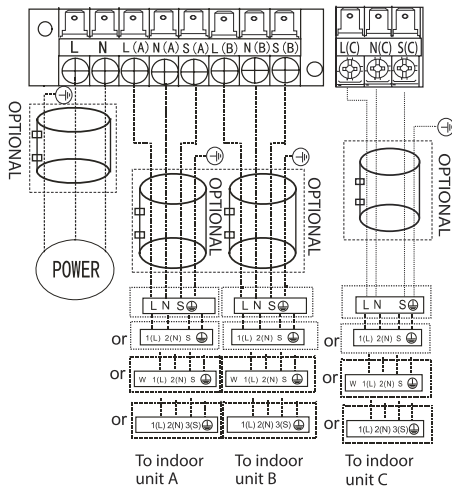 L N L(A) N(A) S(A) L(B) N(B) S(B)
L(C) N(C) S(C)
OPTIONAL
OPTIONAL
OPTIONAL
OPTIONAL
POWER
L N S
L N S
L N S
or 1(L) 2(N) S
1(L) 2(N) S
or 1(L) 2(N) S
or W 1(L) 2(N) S
W 1(L) 2(N) S
or W 1(L) 2(N) S
or 1(L) 2(N) 3(S)
1(L) 2(N) 3(S)
or 1(L) 2(N) 3(S)
To indoor
unit A
To indoor
unit B
To indoor
unit C